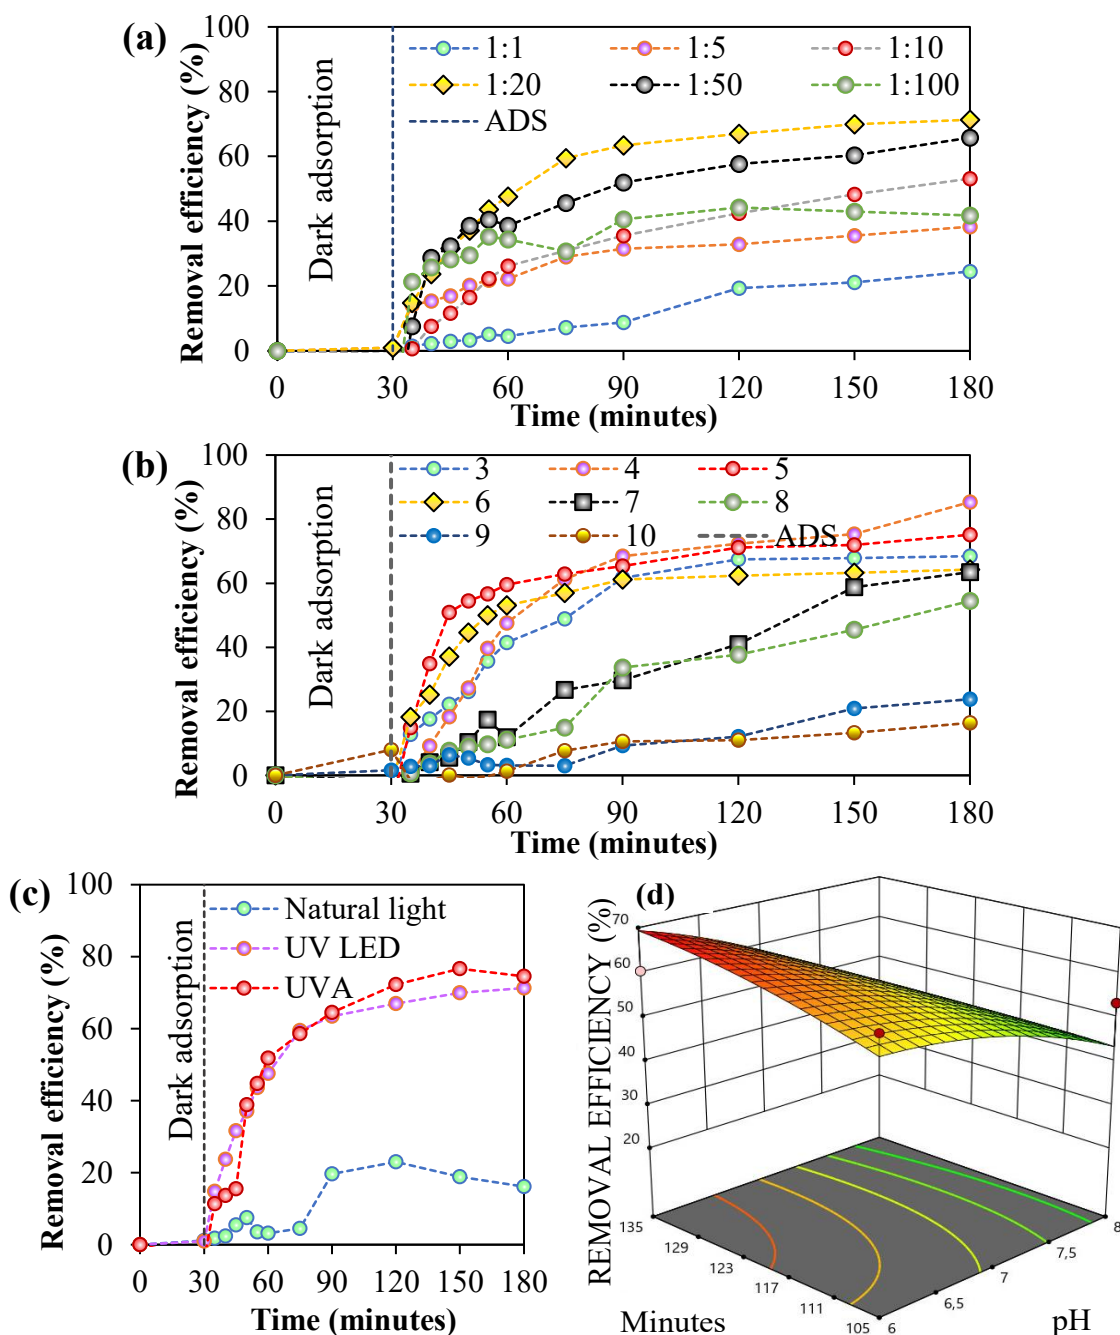 (a)
Removal efficiency (%)
100
80
60
40
20
0
Dark adsorption
1:1 1:5 1:10
1:20 1:50 1:100
ADS
0 30 60 90 120 150 180
Time (minutes)
(b)
Removal efficiency (%)
100
80
60
40
20
0
Dark adsorption
3 4 5
6 7 8
9 10 ADS
0 30 60 90 120 150 180
Time (minutes)
(c)
Removal efficiency (%)
100
80
60
40
20
0
Dark adsorption
Natural light
UV LED
UVA
0 30 60 90 120 150 180
Time (minutes)
(d)
REMOVAL EFFICIENCY (%)
70
60
50
40
30
20
135
129
123
117
111
105
Minutes
6
6,5
7
7,5
8
pH